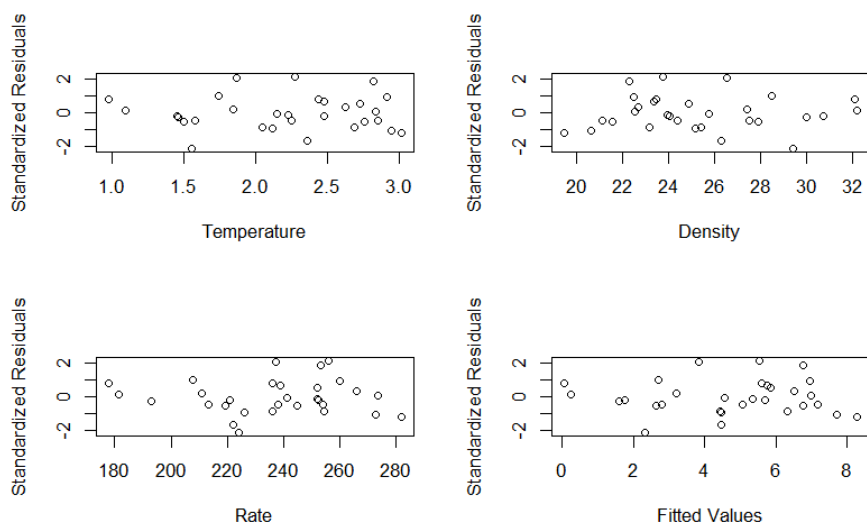 Standardized Residuals
2
0
-2
1.0 1.5 2.0 2.5 3.0
Temperature
Standardized Residuals
2
0
-2
20 22 24 26 28 30 32
Density
Standardized Residuals
2
0
-2
180 200 220 240 260 280
Rate
Standardized Residuals
2
0
-2
0 2 4 6 8
Fitted Values